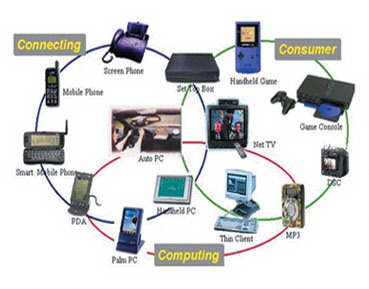 Connecting
Consumer
Screen Phone
Mobile Phone
Set Top Box
Handheld Game
Game Console
Smart Mobile Phone
Auto PC
Net TV
DSC
PDA
Handheld PC
Palm PC
Thin Client
MP3
Computing